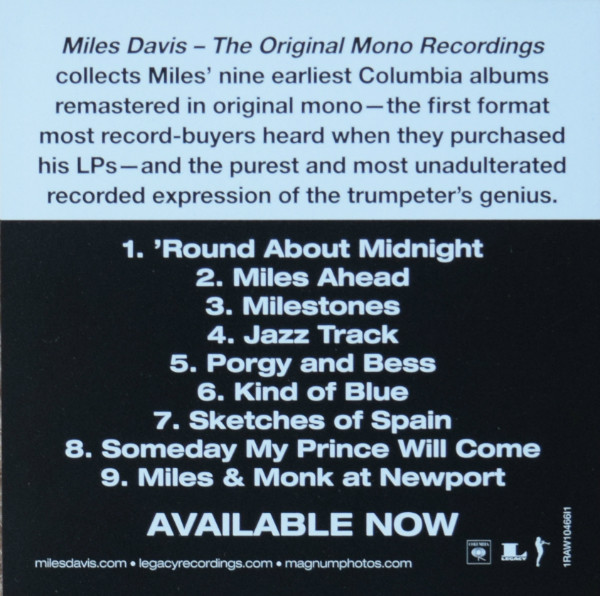 Miles Davis – The Original Mono Recordings
collects Miles’ nine earliest Columbia albums
remastered in original mono—the first format
most record-buyers heard when they purchased
his LPs—and the purest and most unadulterated
recorded expression of the trumpeter’s genius.
1. ’Round About Midnight
2. Miles Ahead
3. Milestones
4. Jazz Track
5. Porgy and Bess
6. Kind of Blue
7. Sketches of Spain
8. Someday My Prince Will Come
9. Miles & Monk at Newport
AVAILABLE NOW
milesdavis.com • legacyrecordings.com • magnumphotos.com
COLUMBIA
LEGACY
1RAW10466I1